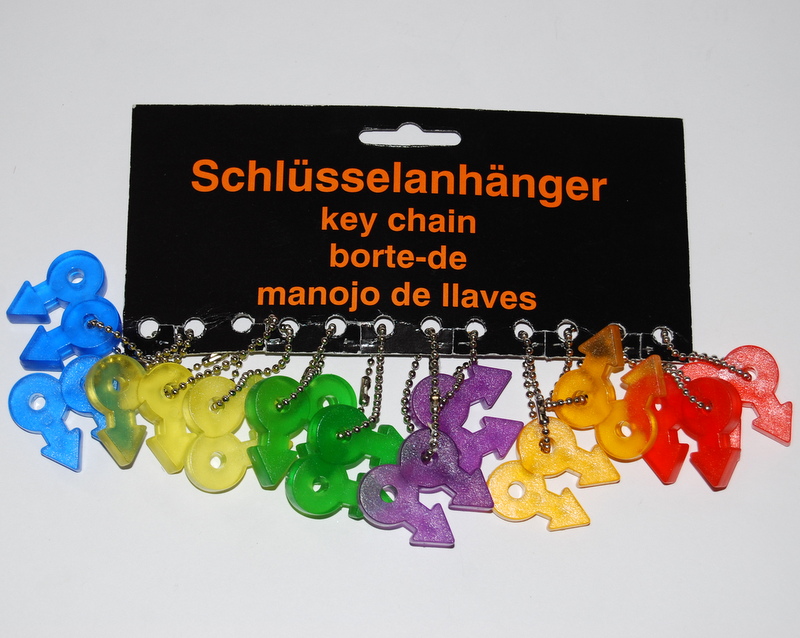 Schlüsselanhänger
key chain
borte-de
manojo de llaves